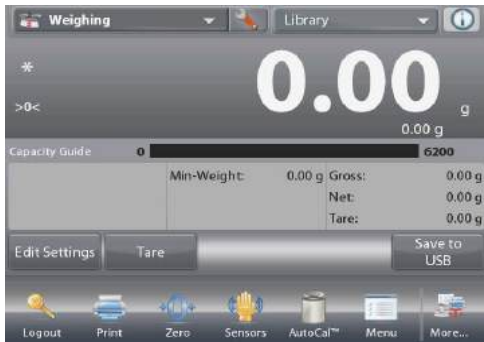 Weighing Library
*
0.00 g
>0<
0.00 g
Capacity Guide 0 6200
Min-Weight: 0.00 g Gross: 0.00 g
Net: 0.00 g
Tare: 0.00 g
Edit Settings Tare Save to
USB
Logout Print Zero Sensors AutoCal™ Menu More...